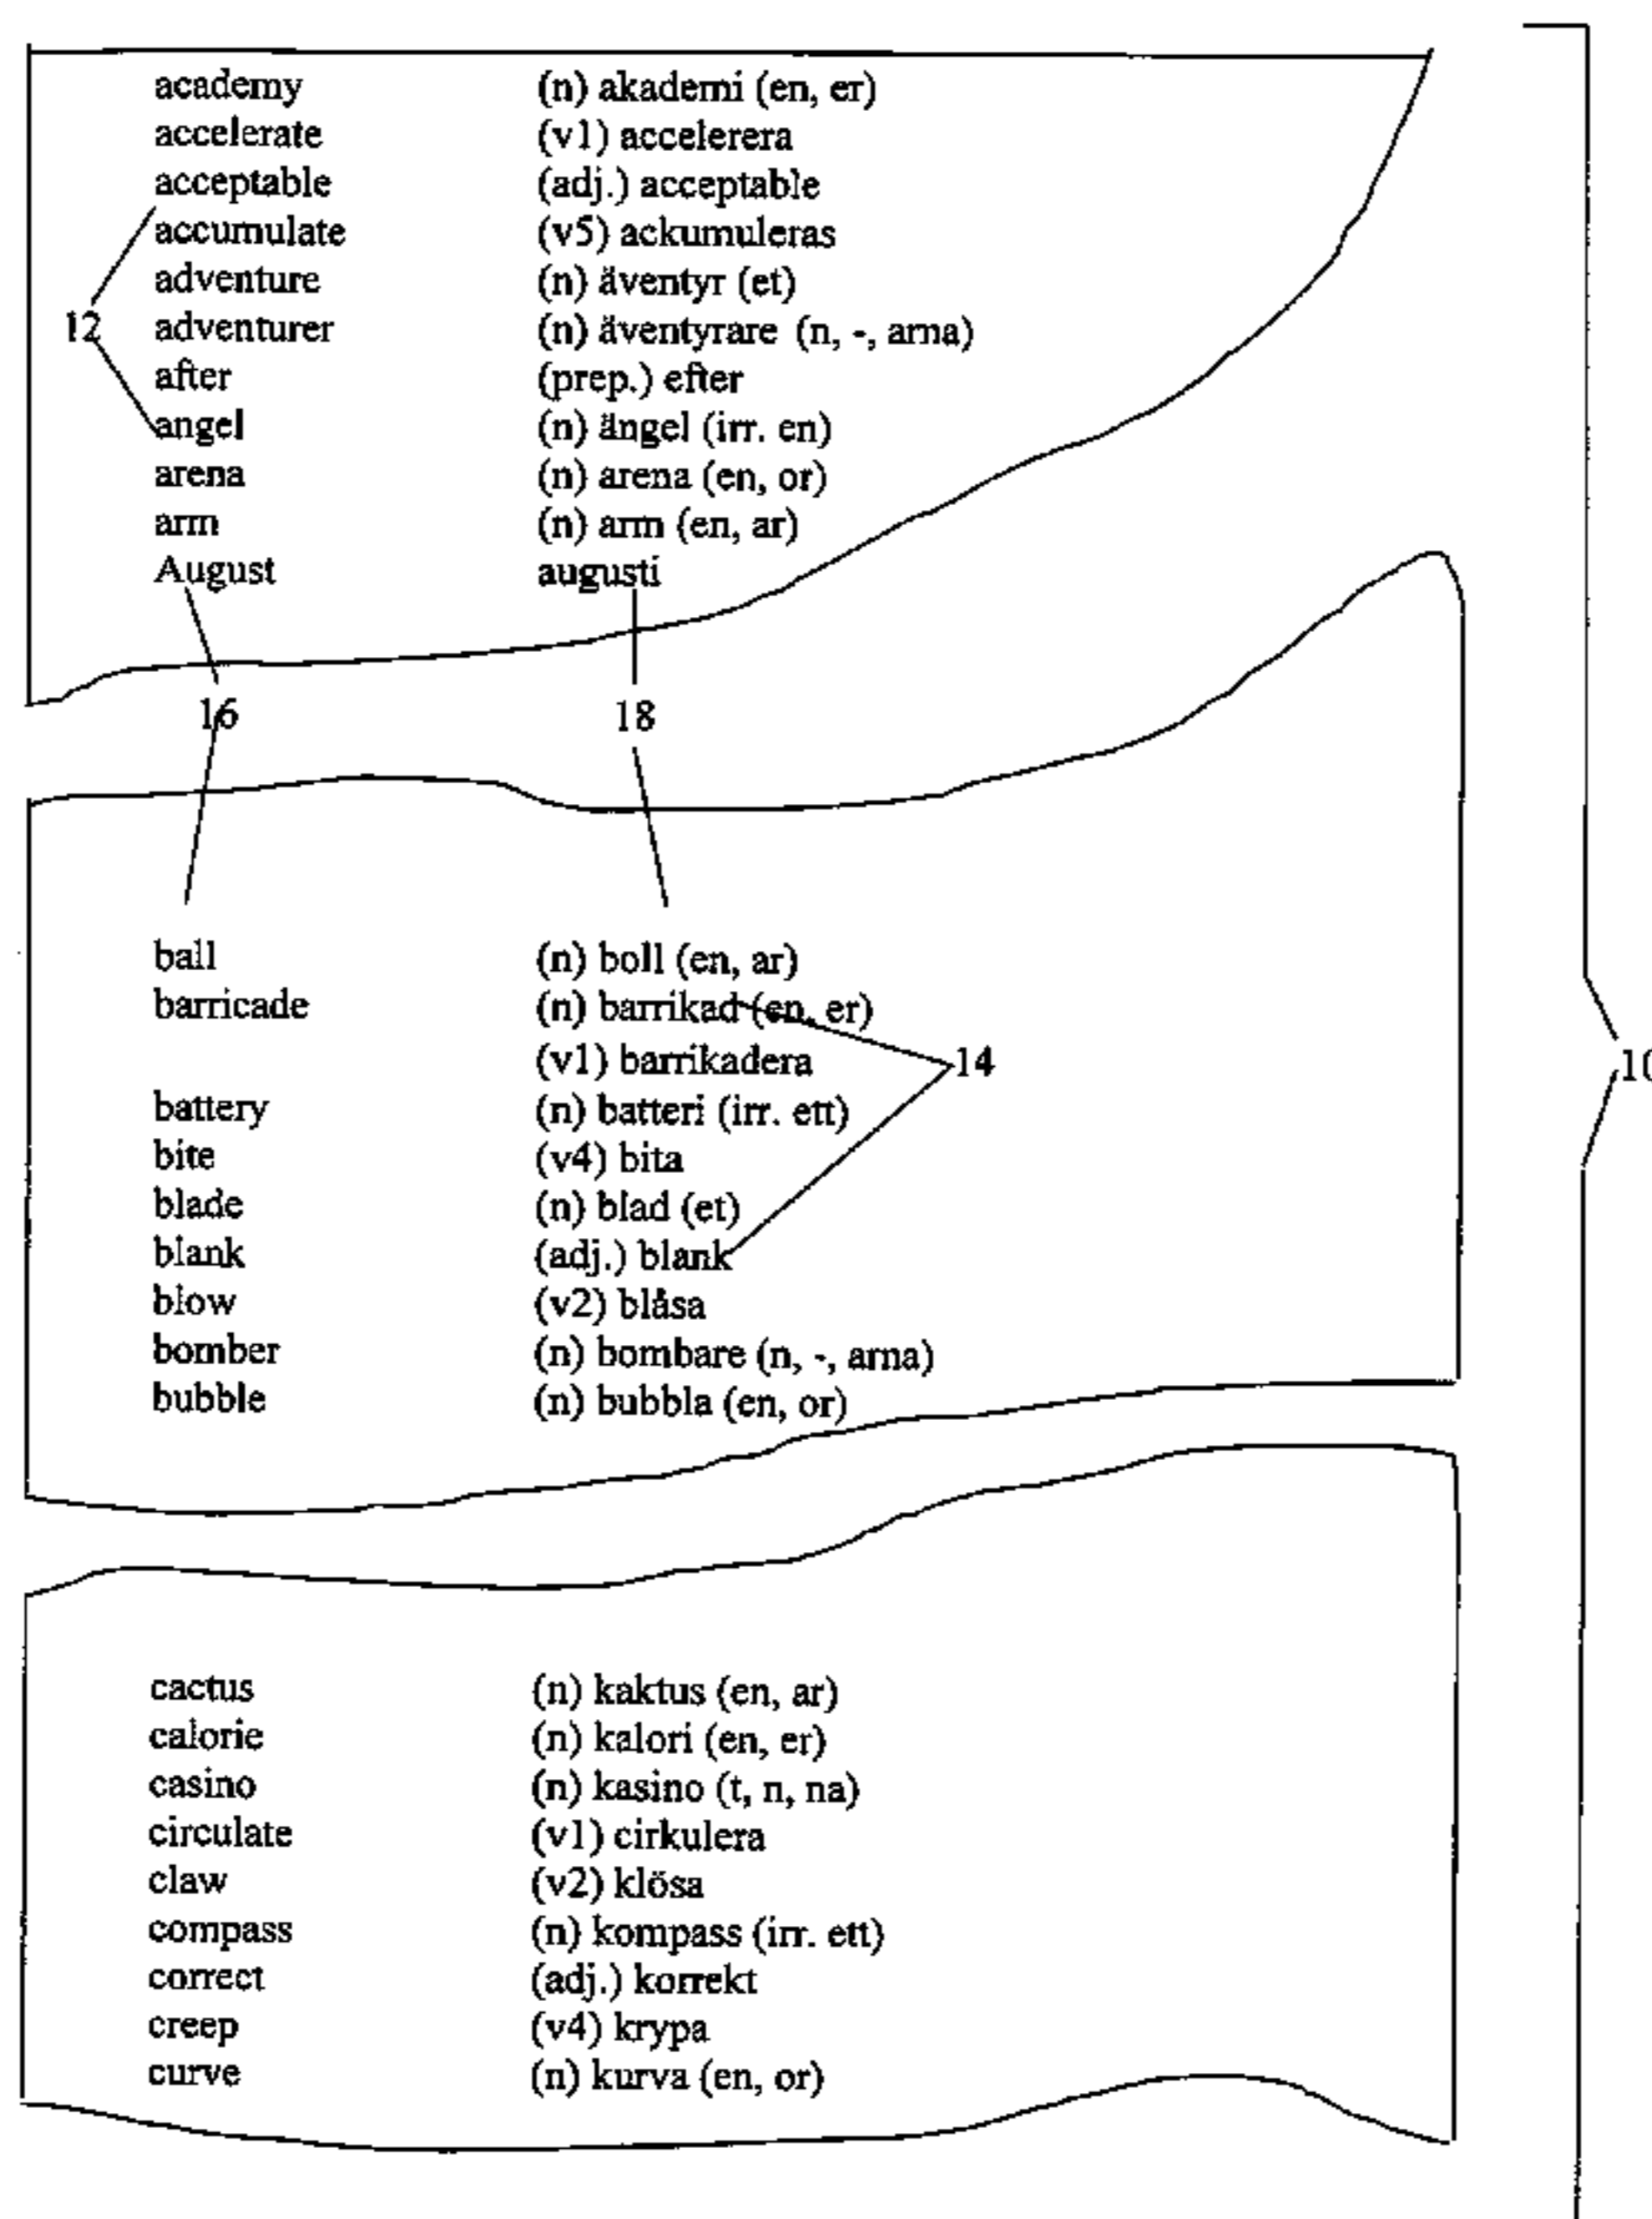 academy (n) akademi (en, er)
accelerate (v1) accelerera
acceptable (adj.) acceptable
accumulate (v5) ackumuleras
adventure (n) äventyr (et)
12 adventurer (n) äventyrare (n, -, arna)
after (prep.) efter
angel (n) ängel (irr. en)
arena (n) arena (en, or)
arm (n) arm (en, ar)
August augusti
16 18
ball (n) boll (en, ar)
barricade (n) barrikad (en, er)
(v1) barrikadera 14 10
battery (n) batteri (irr. ett)
bite (v4) bita
blade (n) blad (et)
blank (adj.) blank
blow (v2) blåsa
bomber (n) bombare (n, -, arna)
bubble (n) bubbla (en, or)
cactus (n) kaktus (en, ar)
calorie (n) kalori (en, er)
casino (n) kasino (t, n, na)
circulate (v1) cirkulera
claw (v2) klösa
compass (n) kompass (irr. ett)
correct (adj.) korrekt
creep (v4) krypa
curve (n) kurva (en, or)